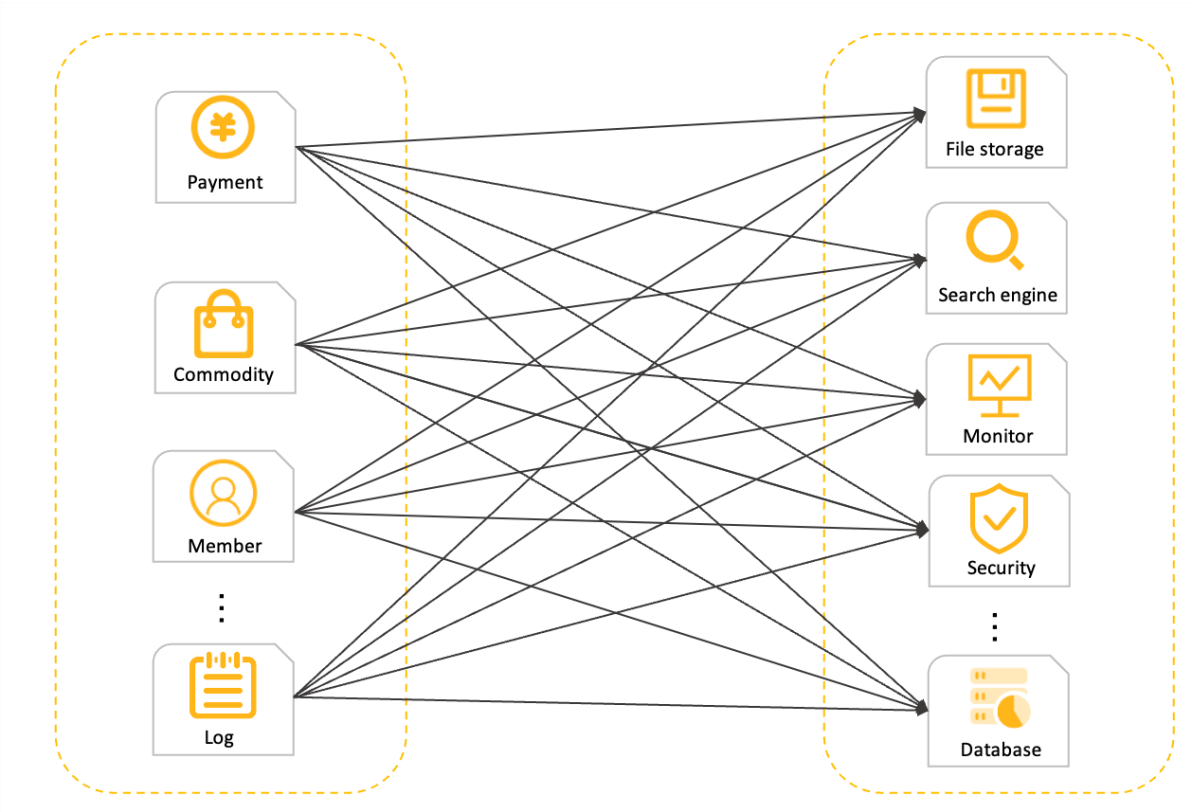 Payment
Commodity
Member
Log
File storage
Search engine
Monitor
Security
Database